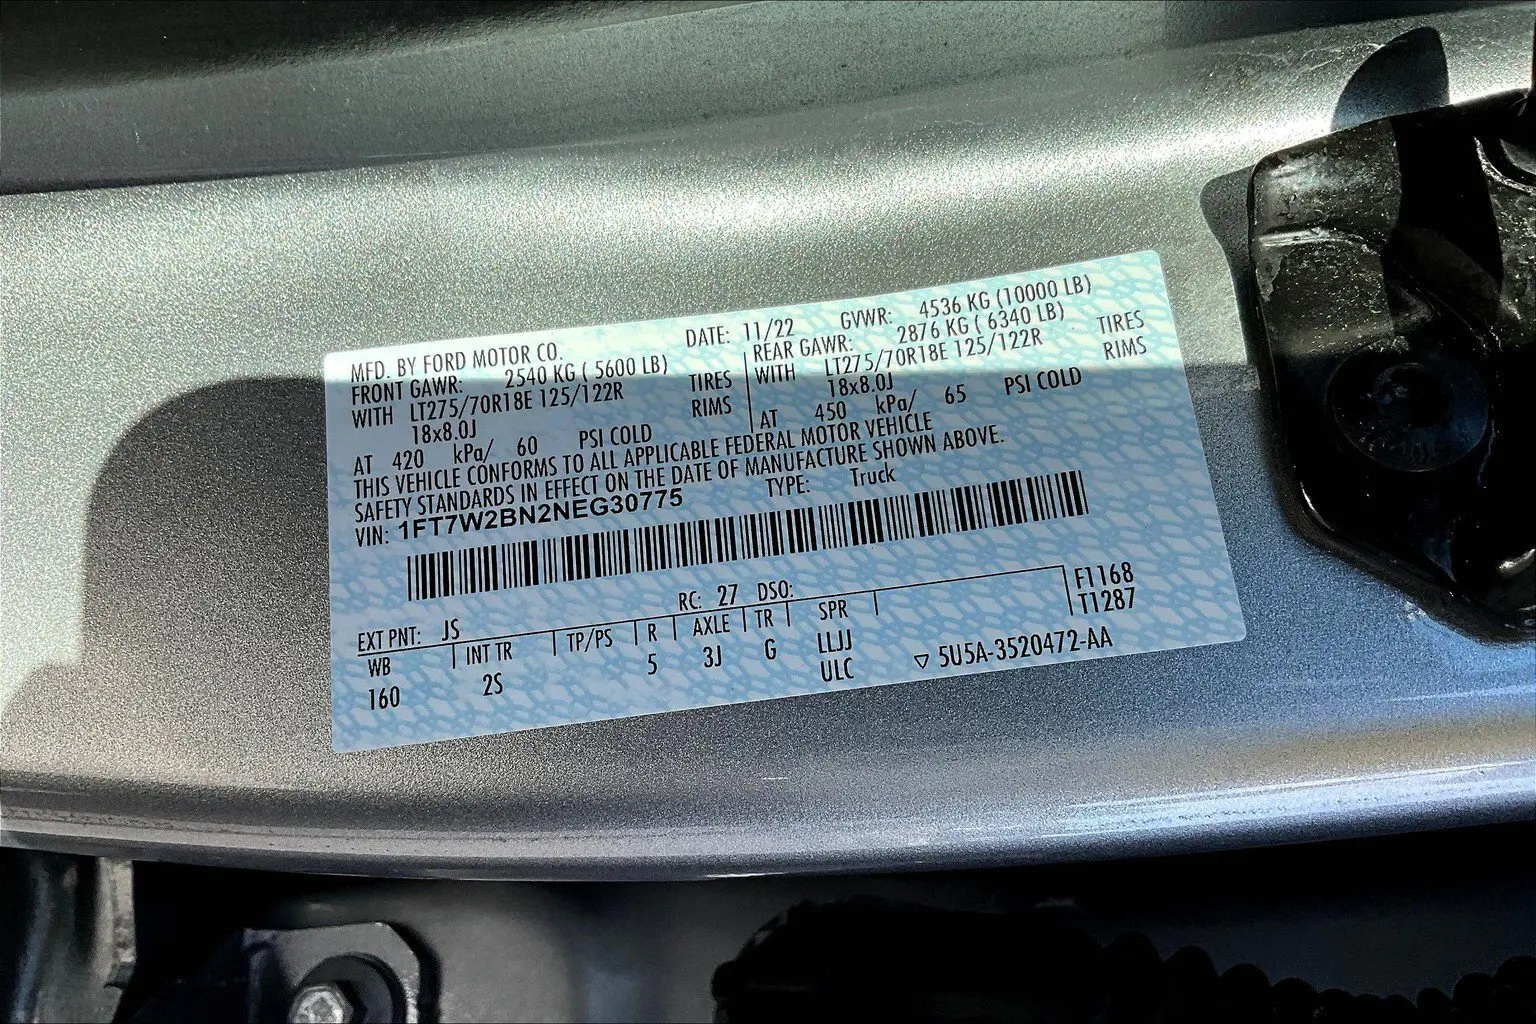 MFD. BY FORD MOTOR CO. DATE: 11/22 GVWR: 4536 KG (10000 LB)
FRONT GAWR: 2540 KG ( 5600 LB) REAR GAWR: 2876 KG ( 6340 LB)
WITH LT275/70R18E 125/122R TIRES WITH LT275/70R18E 125/122R TIRES
18x8.0J RIMS 18x8.0J RIMS
AT 420 kPa/ 60 PSI COLD AT 450 kPa/ 65 PSI COLD
THIS VEHICLE CONFORMS TO ALL APPLICABLE FEDERAL MOTOR VEHICLE
SAFETY STANDARDS IN EFFECT ON THE DATE OF MANUFACTURE SHOWN ABOVE.
VIN: 1FT7W2BN2NEG30775 TYPE: Truck
EXT PNT: JS RC: 27 DSO: F1168
WB INT TR TP/PS R AXLE TR SPR T1287
160 2S 5 3J G LLJJ
ULC ▽ 5U5A-3520472-AA